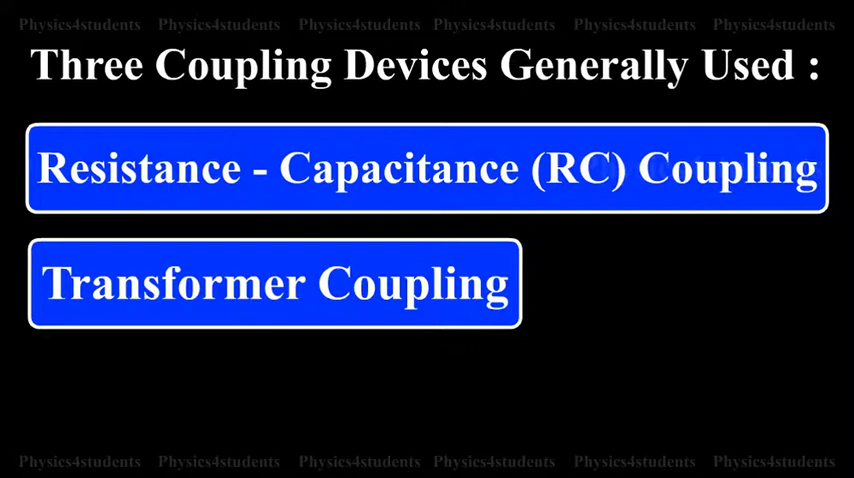 Physics4students Physics4students Physics4students Physics4students Physics4students Physics4students
Three Coupling Devices Generally Used :
Resistance - Capacitance (RC) Coupling
Transformer Coupling
Physics4students Physics4students Physics4students Physics4students Physics4students Physics4students